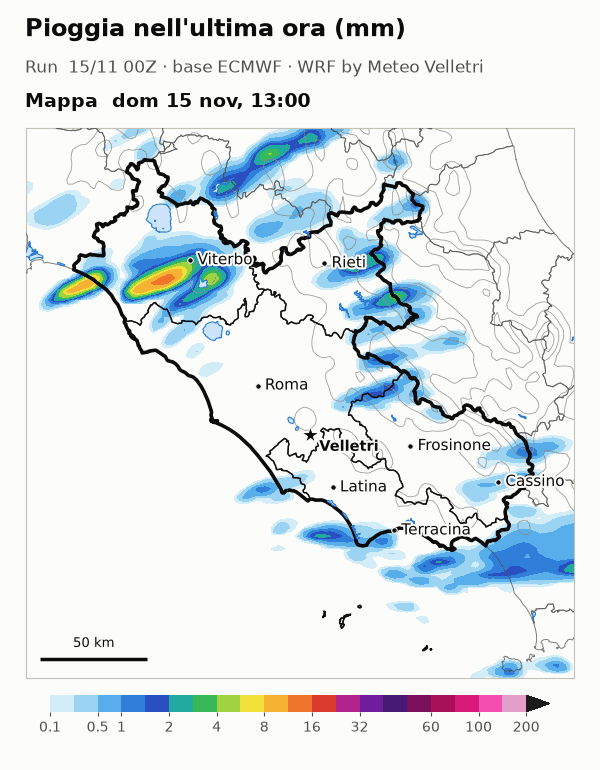 Pioggia nell'ultima ora (mm)
Run 15/11 00Z · base ECMWF · WRF by Meteo Velletri
Mappa dom 15 nov, 13:00
Viterbo
Rieti
Roma
Velletri
Frosinone
Latina
Cassino
Terracina
50 km
0.1 0.5 1 2 4 8 16 32 60 100 200